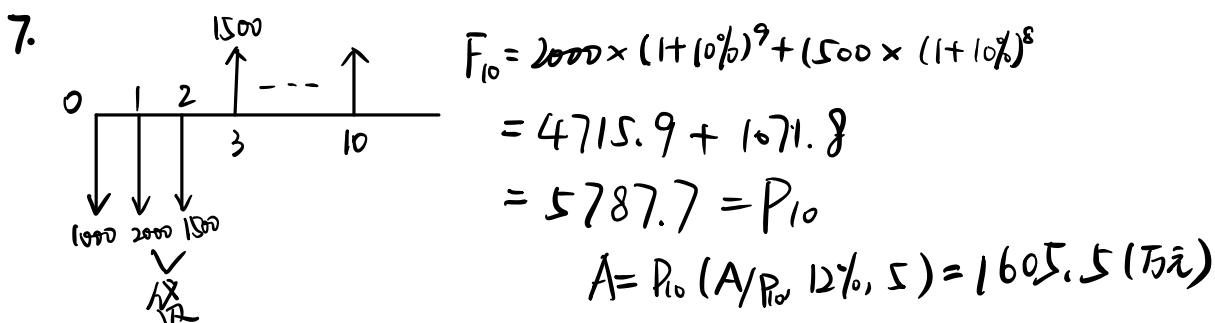 7.
1500
0 1 2 - - -
3 10
1000 2000 1500
贷
F₁₀ = 2000 × (1+10%)⁹ + 1500 × (1+10%)⁸
= 4715.9 + 1071.8
= 5787.7 = P₁₀
A = P₁₀ (A/P₁₀, 12%, 5) = 1605.5 (万元)